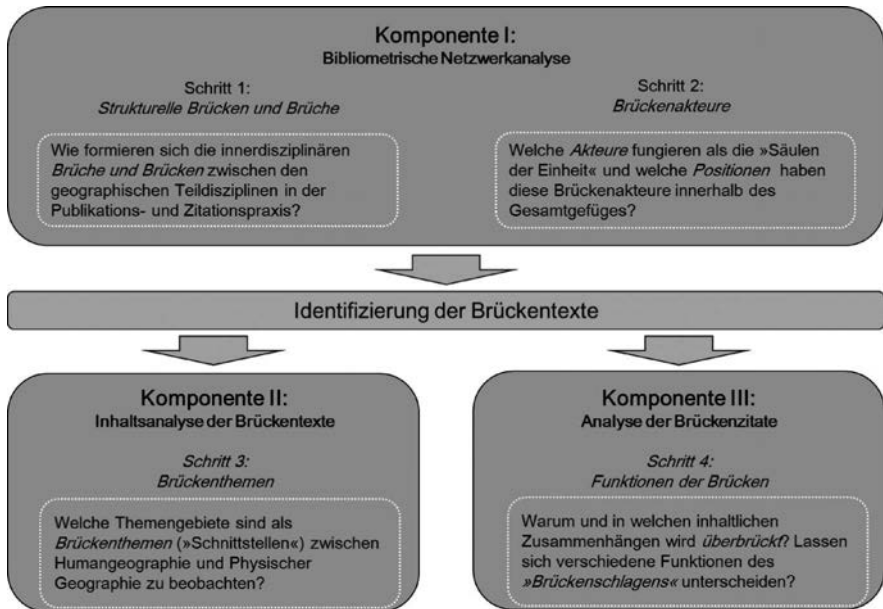 Komponente I:
Bibliometrische Netzwerkanalyse
Schritt 1:
Strukturelle Brücken und Brüche
Wie formieren sich die innerdisziplinären
Brüche und Brücken zwischen den
geographischen Teildisziplinen in der
Publikations- und Zitationspraxis?
Schritt 2:
Brückenakteure
Welche Akteure fungieren als die »Säulen
der Einheit« und welche Positionen haben
diese Brückenakteure innerhalb des
Gesamtgefüges?
Identifizierung der Brückentexte
Komponente II:
Inhaltsanalyse der Brückentexte
Schritt 3:
Brückenthemen
Welche Themengebiete sind als
Brückenthemen (»Schnittstellen«) zwischen
Humangeographie und Physischer
Geographie zu beobachten?
Komponente III:
Analyse der Brückenzitate
Schritt 4:
Funktionen der Brücken
Warum und in welchen inhaltlichen
Zusammenhängen wird überbrückt? Lassen
sich verschiedene Funktionen des
»Brückenschlagens« unterscheiden?